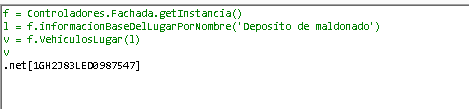 f = Controladores.Fachada.getInstancia()
l = f.informacionBaseDelLugarPorNombre('Deposito de maldonado')
v = f.VehiculosLugar(l)
v
.net[1GH2J83LED0987547]